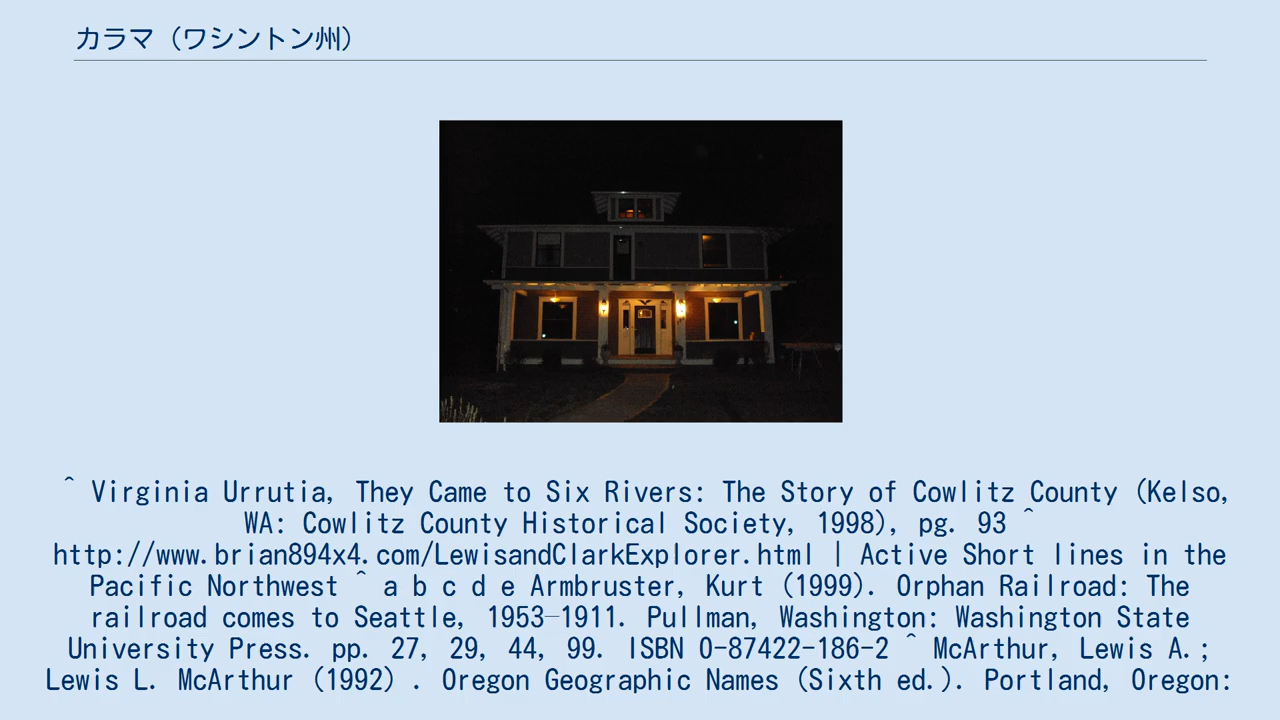 カラマ（ワシントン州）
^ Virginia Urrutia, They Came to Six Rivers: The Story of Cowlitz County (Kelso,
WA: Cowlitz County Historical Society, 1998), pg. 93 ^
http://www.brian894x4.com/LewisandClarkExplorer.html | Active Short lines in the
Pacific Northwest ^ a b c d e Armbruster, Kurt (1999). Orphan Railroad: The
railroad comes to Seattle, 1953–1911. Pullman, Washington: Washington State
University Press. pp. 27, 29, 44, 99. ISBN 0-87422-186-2 ^ McArthur, Lewis A.;
Lewis L. McArthur (1992) . Oregon Geographic Names (Sixth ed.). Portland, Oregon: